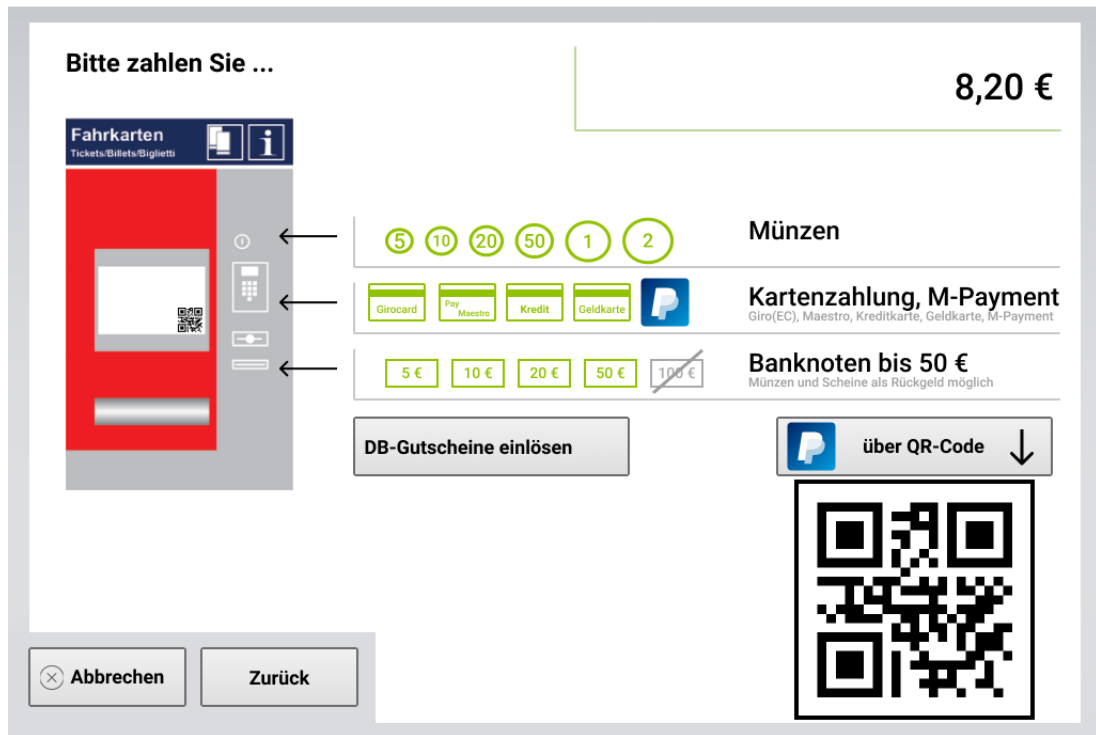 Bitte zahlen Sie ...
8,20 €
Fahrkarten
Tickets/Billets/Biglietti
i
5 10 20 50 1 2
Münzen
Girocard
Pay Maestro
Kredit
Geldkarte
Kartenzahlung, M-Payment
Giro(EC), Maestro, Kreditkarte, Geldkarte, M-Payment
5 € 10 € 20 € 50 € 100 €
Banknoten bis 50 €
Münzen und Scheine als Rückgeld möglich
DB-Gutscheine einlösen
über QR-Code
Abbrechen
Zurück